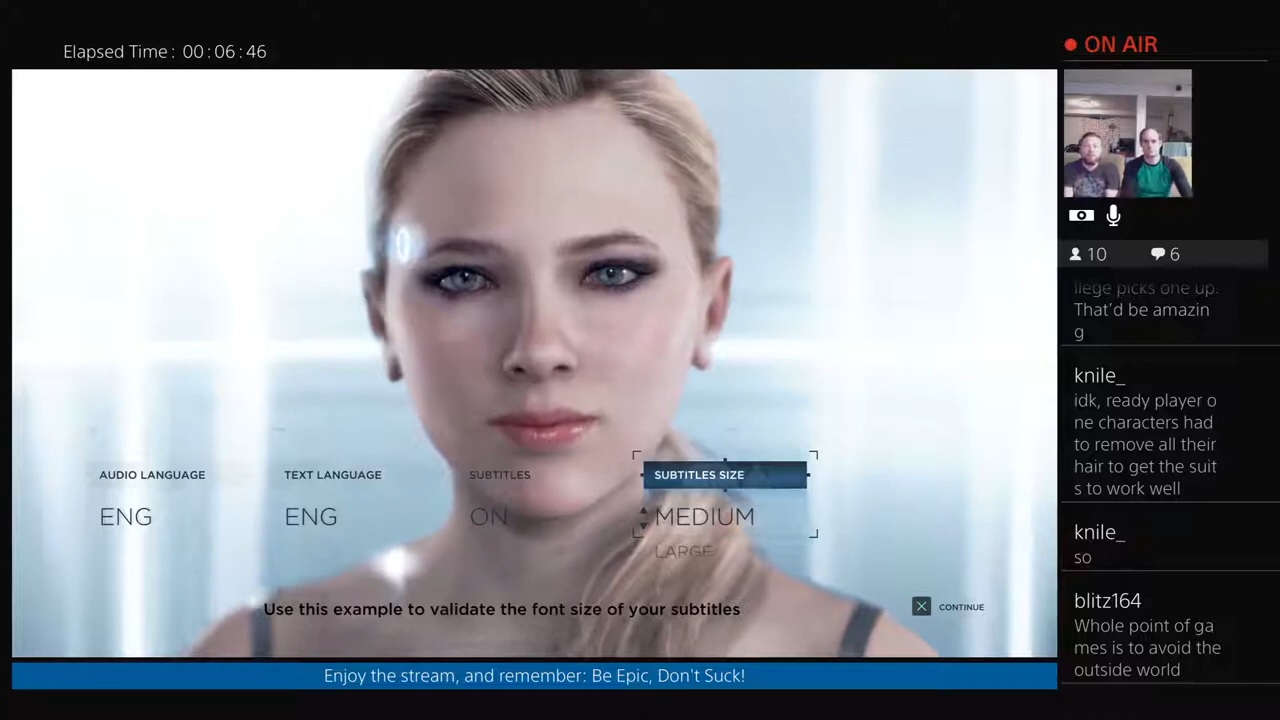 Elapsed Time: 00:06:46
ON AIR
10
6
llege picks one up.
That'd be amazin
g
knile_
idk, ready player o
ne characters had
to remove all their
hair to get the suit
s to work well
knile_
so
blitz164
Whole point of ga
mes is to avoid the
outside world
AUDIO LANGUAGE
TEXT LANGUAGE
SUBTITLES
SUBTITLES SIZE
ENG
ENG
ON
MEDIUM
LARGE
Use this example to validate the font size of your subtitles
CONTINUE
Enjoy the stream, and remember: Be Epic, Don't Suck!